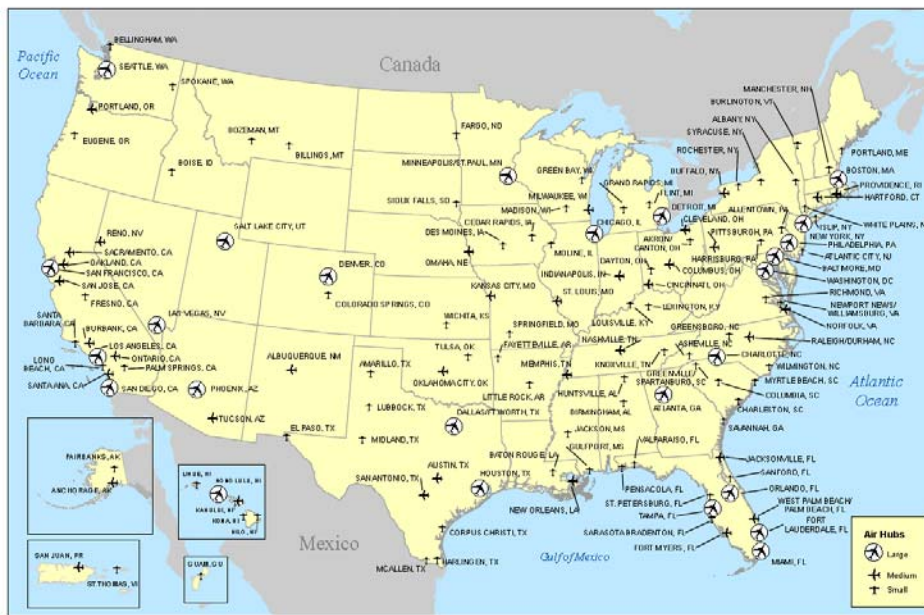 BELLINGHAM, WA
Pacific
Ocean
SEATTLE, WA
SPOKANE, WA
Canada
PORTLAND, OR
EUGENE, OR
BOZEMAN, MT
BILLINGS, MT
BOISE, ID
FARGO, ND
MINNEAPOLIS/ST.PAUL, MN
SIOUX FALLS, SD
GREEN BAY, WI
MILWAUKEE, WI
MADISON, WI
CEDAR RAPIDS, IA
DES MOINES, IA
OMAHA, NE
MOLINE, IL
CHICAGO, IL
GRAND RAPIDS, MI
FLINT, MI
DETROIT, MI
CLEVELAND, OH
AKRON/
CANTON, OH
DAYTON, OH
INDIANAPOLIS, IN
COLUMBUS, OH
CINCINNATI, OH
MANCHESTER, NH
BURLINGTON, VT
ALBANY, NY
SYRACUSE, NY
ROCHESTER, NY
BUFFALO, NY
PORTLAND, ME
BOSTON, MA
PROVIDENCE, RI
HARTFORD, CT
WHITE PLAINS, NY
ISLIP, NY
NEW YORK, NY
ALLENTOWN, PA
PITTSBURGH, PA
HARRISBURG, PA
PHILADELPHIA, PA
ATLANTIC CITY, NJ
BALTIMORE, MD
WASHINGTON, DC
RICHMOND, VA
NEWPORT NEWS/
WILLIAMSBURG, VA
NORFOLK, VA
RENO, NV
SACRAMENTO, CA
OAKLAND, CA
SAN FRANCISCO, CA
SAN JOSE, CA
FRESNO, CA
SALT LAKE CITY, UT
DENVER, CO
COLORADO SPRINGS, CO
LAS VEGAS, NV
SANTA
BARBARA, CA
BURBANK, CA
LOS ANGELES, CA
ONTARIO, CA
LONG
BEACH, CA
PALM SPRINGS, CA
SANTA ANA, CA
SAN DIEGO, CA
PHOENIX, AZ
TUCSON, AZ
ALBUQUERQUE, NM
EL PASO, TX
KANSAS CITY, MO
ST. LOUIS, MO
WICHITA, KS
SPRINGFIELD, MO
FAYETTEVILLE, AR
TULSA, OK
OKLAHOMA CITY, OK
AMARILLO, TX
LUBBOCK, TX
MIDLAND, TX
DALLAS/FT.WORTH, TX
LITTLE ROCK, AR
MEMPHIS, TN
LOUISVILLE, KY
LEXINGTON, KY
NASHVILLE, TN
KNOXVILLE, TN
GREENSBORO, NC
ASHEVILLE, NC
RALEIGH/DURHAM, NC
CHARLOTTE, NC
WILMINGTON, NC
GREENVILLE/
SPARTANBURG, SC
MYRTLE BEACH, SC
COLUMBIA, SC
CHARLESTON, SC
SAVANNAH, GA
Atlantic
Ocean
ATLANTA, GA
HUNTSVILLE, AL
BIRMINGHAM, AL
JACKSON, MS
GULFPORT, MS
VALPARAISO, FL
BATON ROUGE, LA
NEW ORLEANS, LA
PENSACOLA, FL
JACKSONVILLE, FL
SANFORD, FL
ORLANDO, FL
ST. PETERSBURG, FL
TAMPA, FL
SARASOTA BRADENTON, FL
FORT MYERS, FL
WEST PALM BEACH/
PALM BEACH, FL
FORT
LAUDERDALE, FL
MIAMI, FL
AUSTIN, TX
SAN ANTONIO, TX
HOUSTON, TX
CORPUS CHRISTI, TX
MCALLEN, TX
HARLINGEN, TX
Mexico
Gulf of Mexico
FAIRBANKS, AK
ANCHORAGE, AK
LIHUE, HI
HONOLULU, HI
KAHULUI, HI
KONA, HI
HILO, HI
SAN JUAN, PR
ST. THOMAS, VI
GUAM, GU
Air Hubs
Large
Medium
Small